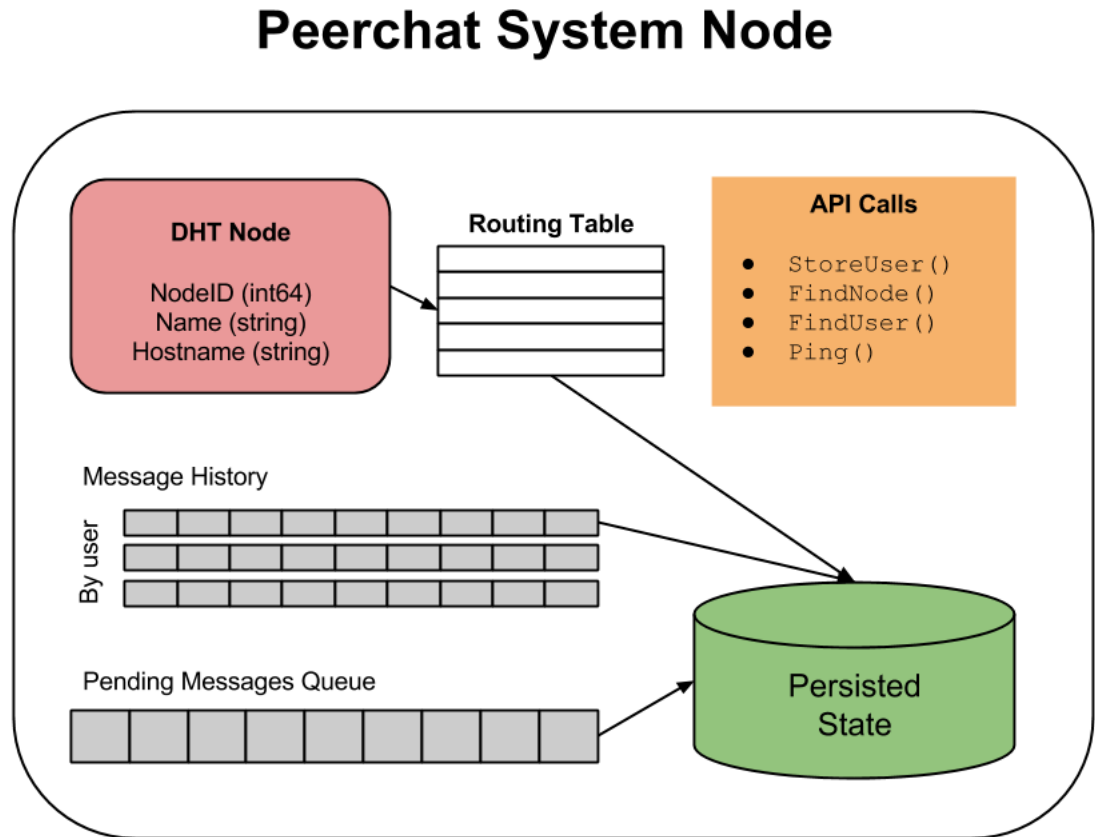 Peerchat System Node
DHT Node
NodeID (int64)
Name (string)
Hostname (string)
Routing Table
API Calls
● StoreUser()
● FindNode()
● FindUser()
● Ping()
Message History
By user
Pending Messages Queue
Persisted
State